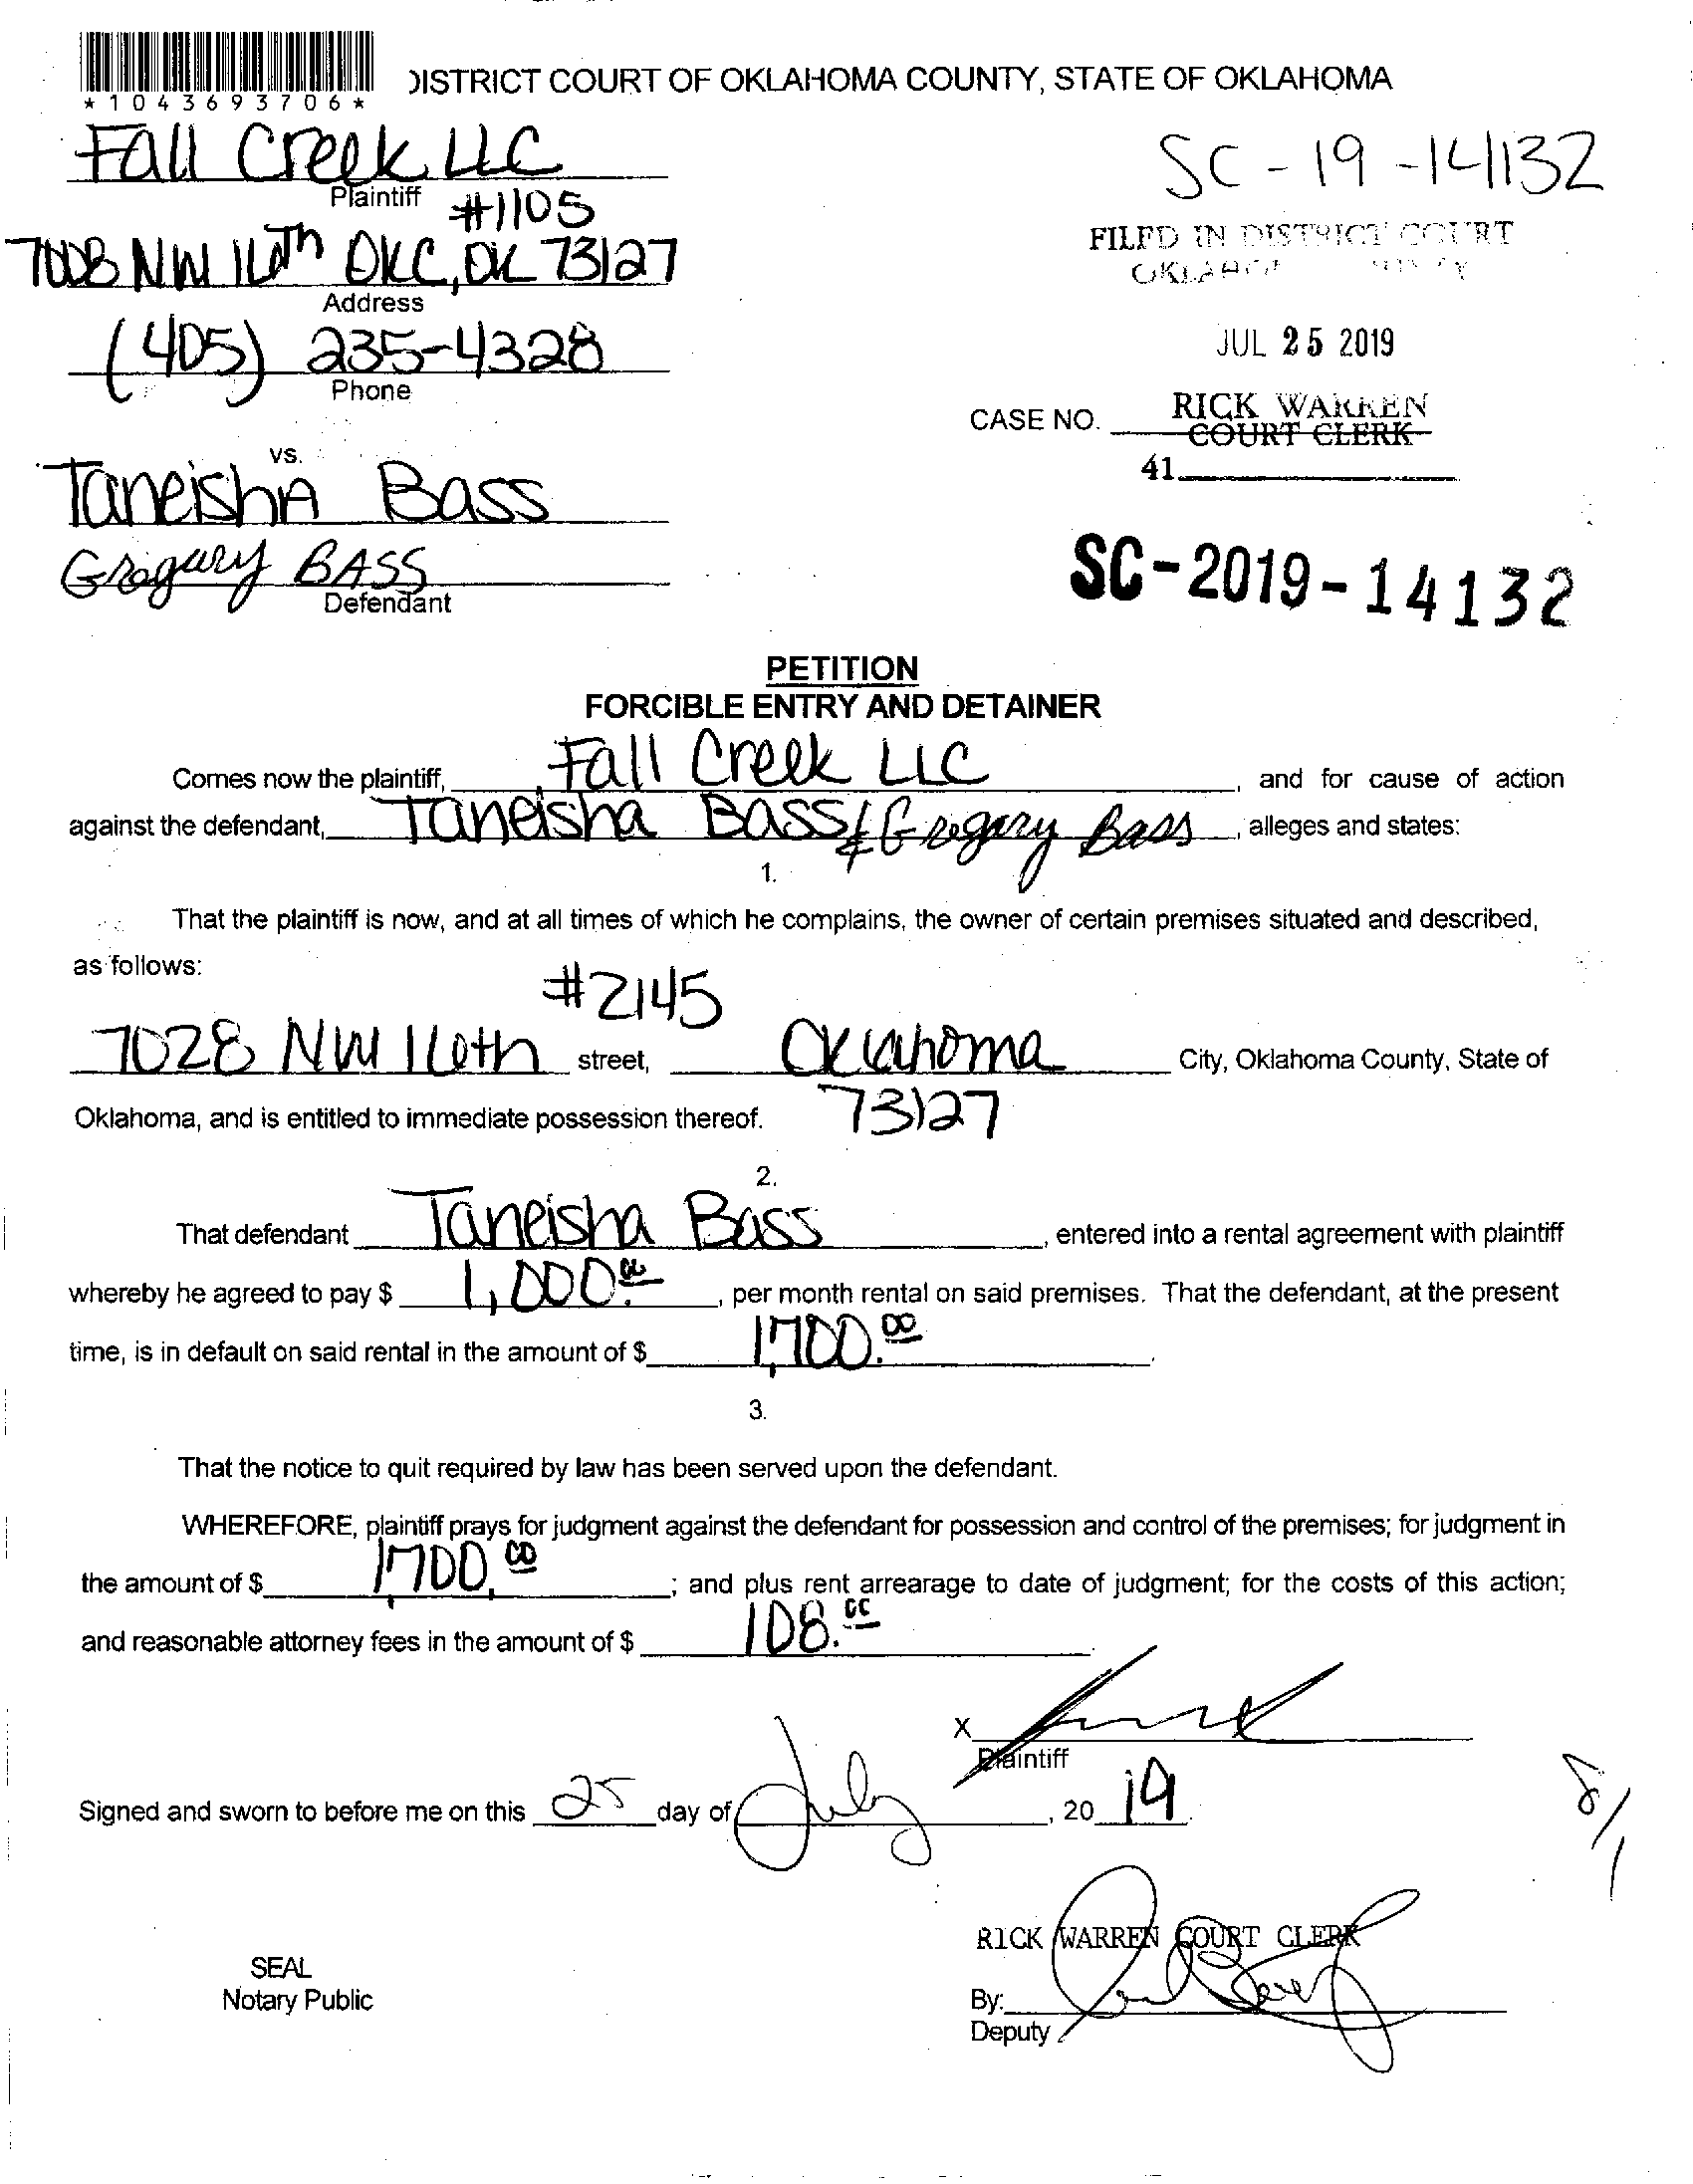 *1043693706*
DISTRICT COURT OF OKLAHOMA COUNTY, STATE OF OKLAHOMA
Fall Creek LLC
SC-19-14132
Plaintiff
#1105
7008 NW 16th OKC, OK 73127
FILED IN DISTRICT COURT
Address
(405) 235-4328
JUL 25 2019
Phone
RICK WARREN
CASE NO.
COURT CLERK
vs.
41
TaneishA Bass
Gregary BASS
SC-2019-14132
Defendant
PETITION
FORCIBLE ENTRY AND DETAINER
Comes now the plaintiff, Fall Creek LLC, and for cause of action
against the defendant, Taneisha Bass & Gregary Bass, alleges and states:
1.
That the plaintiff is now, and at all times of which he complains, the owner of certain premises situated and described,
as follows:
#2145
7028 NW 16th street, Oklahoma City, Oklahoma County, State of
Oklahoma, and is entitled to immediate possession thereof. 73127
2.
That defendant Taneisha Bass, entered into a rental agreement with plaintiff
whereby he agreed to pay $ 1,000.00, per month rental on said premises. That the defendant, at the present
time, is in default on said rental in the amount of $ 1,700.00.
3.
That the notice to quit required by law has been served upon the defendant.
WHEREFORE, plaintiff prays for judgment against the defendant for possession and control of the premises; for judgment in
the amount of $ 1,700.00; and plus rent arrearage to date of judgment; for the costs of this action;
and reasonable attorney fees in the amount of $ 108.00.
X
Plaintiff
Signed and sworn to before me on this 25 day of July, 20 19.
RICK WARREN COURT CLERK
SEAL
Notary Public
By:
Deputy